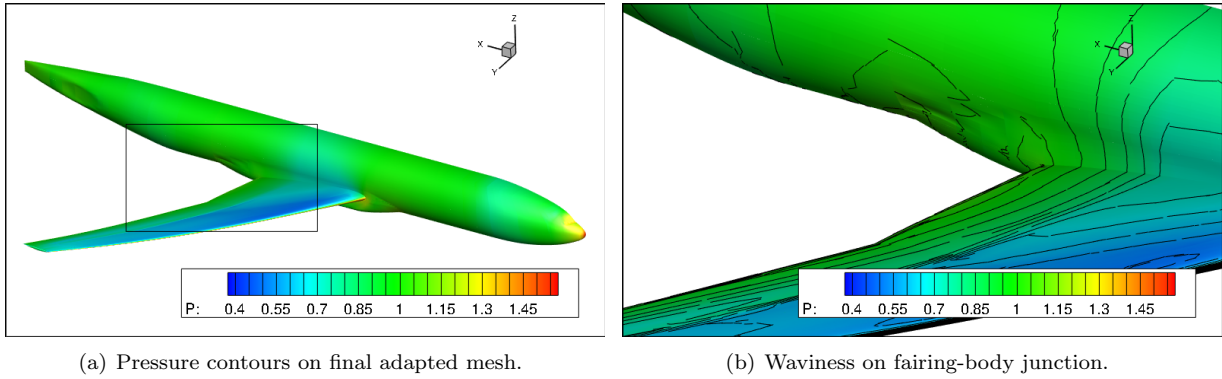 Z
X
Y
P: 0.4 0.55 0.7 0.85 1 1.15 1.3 1.45
(a) Pressure contours on final adapted mesh.
Z
X
Y
P: 0.4 0.55 0.7 0.85 1 1.15 1.3 1.45
(b) Waviness on fairing-body junction.